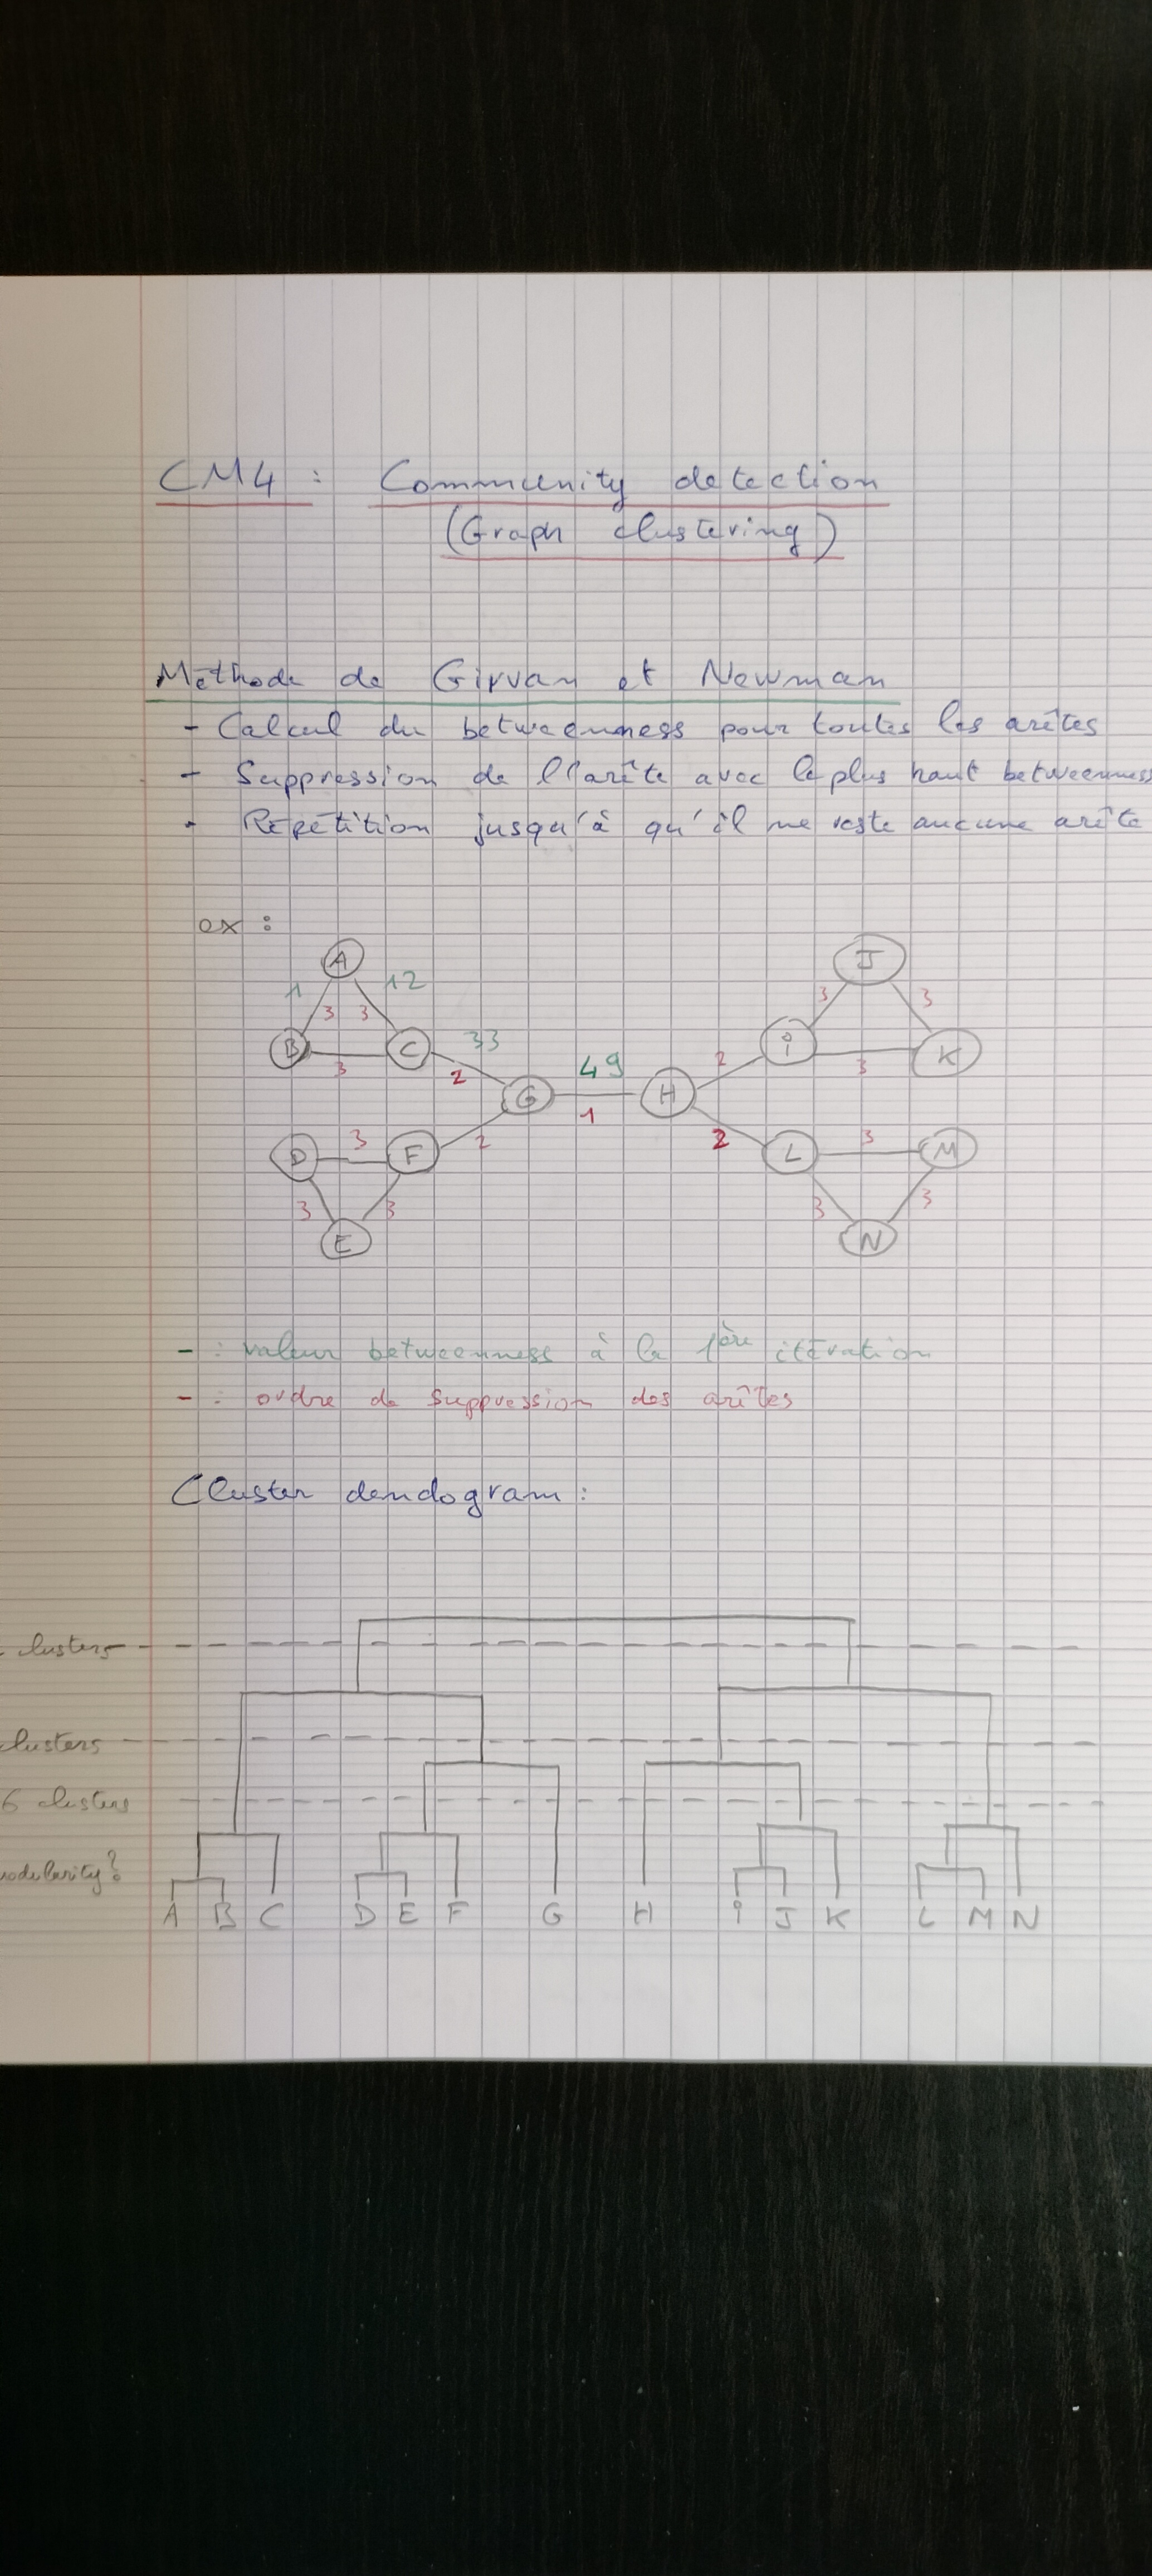 CM4 : Community detection
(Graph clustering)
Méthode de Girvan et Newman
- Calcul du betweenness pour toutes les arêtes
- Suppression de l'arête avec le plus haut betweenness
- Répétition jusqu'à qu'il ne reste aucune arête
ex :
A J
1 12 3 3
3 3
B C 33 i K
3 2 49 2 3
G H
1
D 3 F 2 2 L 3 M
3 3 3 3
E N
- : valeur betweenness à la 1ère itération
- : ordre de suppression des arêtes
Cluster dendogram :
clusters
clusters
6 clusters
modularity?
A B C D E F G H i J K L M N